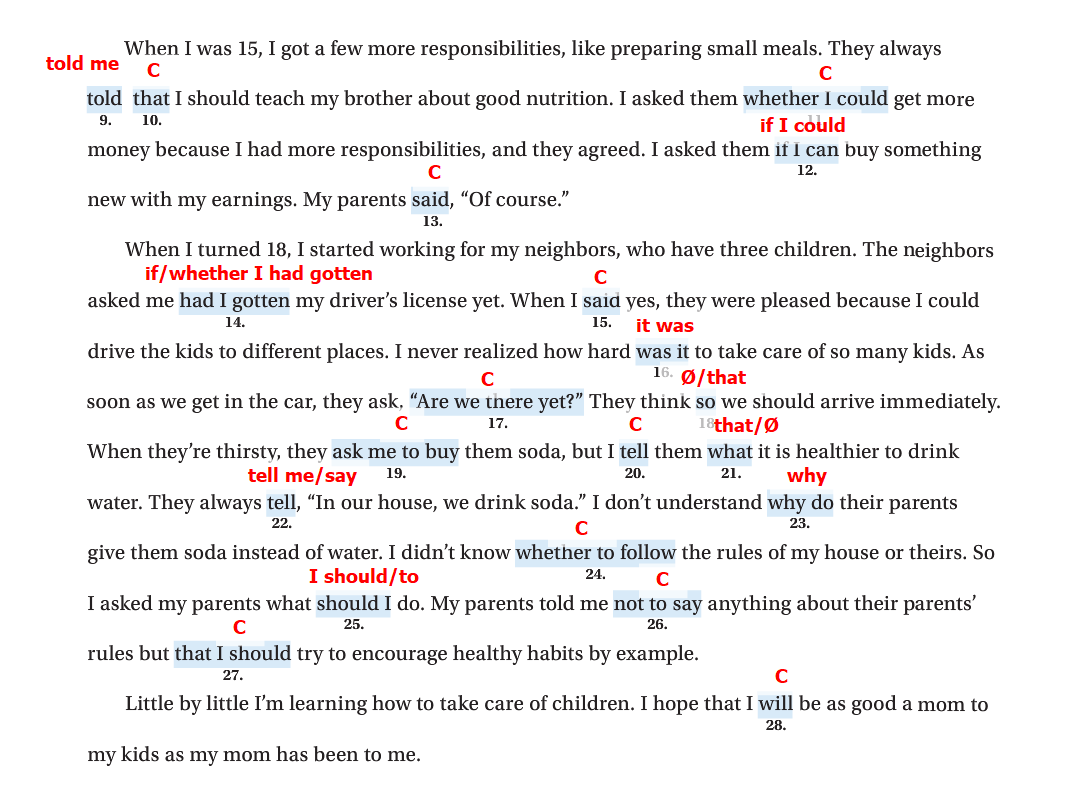 When I was 15, I got a few more responsibilities, like preparing small meals. They always
told me C C
told that I should teach my brother about good nutrition. I asked them whether I could get more
9. 10. 11.
if I could
money because I had more responsibilities, and they agreed. I asked them if I can buy something
12.
C
new with my earnings. My parents said, “Of course.”
13.
When I turned 18, I started working for my neighbors, who have three children. The neighbors
if/whether I had gotten C
asked me had I gotten my driver’s license yet. When I said yes, they were pleased because I could
14. 15.
it was
drive the kids to different places. I never realized how hard was it to take care of so many kids. As
16.
C Ø/that
soon as we get in the car, they ask, “Are we there yet?” They think so we should arrive immediately.
17. 18
C C that/Ø
When they’re thirsty, they ask me to buy them soda, but I tell them what it is healthier to drink
19. 20. 21.
tell me/say why
water. They always tell, “In our house, we drink soda.” I don’t understand why do their parents
22. 23.
C
give them soda instead of water. I didn’t know whether to follow the rules of my house or theirs. So
24.
I should/to C
I asked my parents what should I do. My parents told me not to say anything about their parents’
25. 26.
C
rules but that I should try to encourage healthy habits by example.
27.
C
Little by little I’m learning how to take care of children. I hope that I will be as good a mom to
28.
my kids as my mom has been to me.